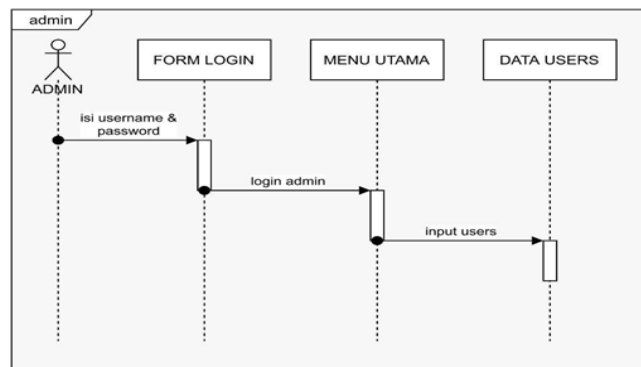 admin
FORM LOGIN
MENU UTAMA
DATA USERS
ADMIN
isi username &
password
login admin
input users